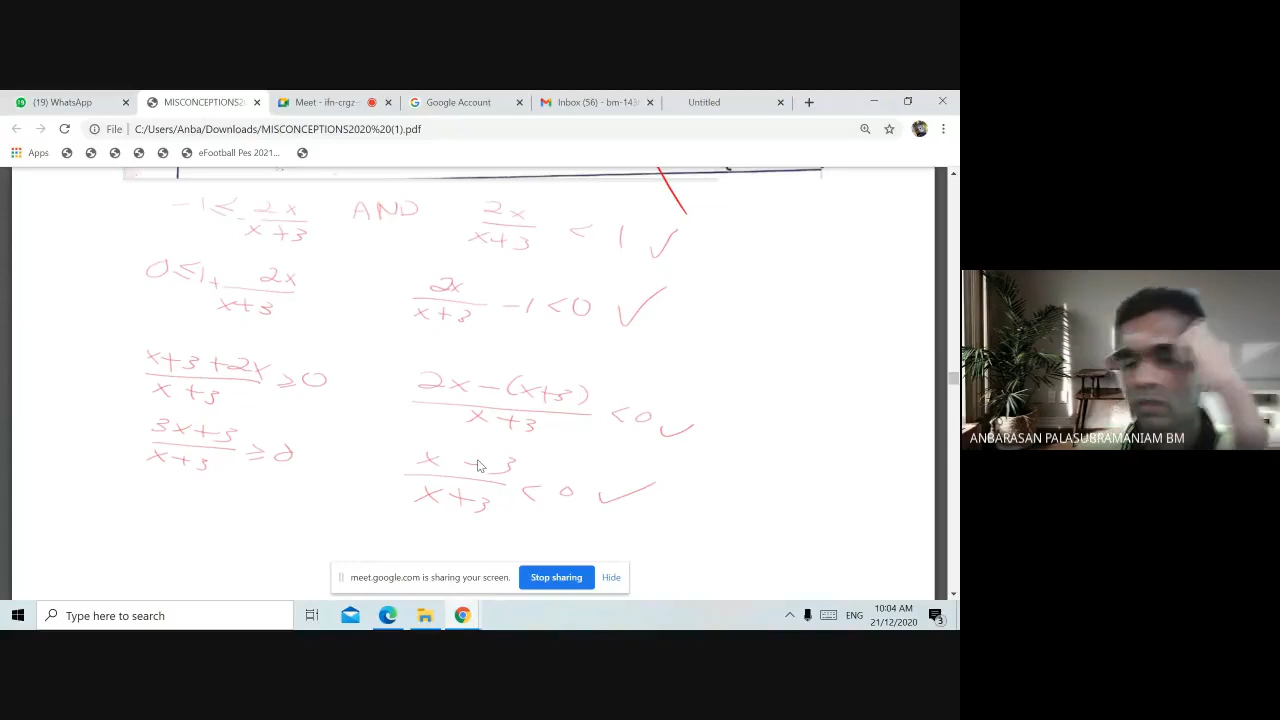 (19) WhatsApp
MISCONCEPTIONS2
Meet - ifn-crgz-
Google Account
Inbox (56) - bm-143
Untitled
File | C:/Users/Anba/Downloads/MISCONCEPTIONS2020%20(1).pdf
Apps
eFootball Pes 2021...
-1 ≤ 2x / x+3 AND 2x / x+3 < 1 ✓
0 ≤ 1 + 2x / x+3
2x / x+3 - 1 < 0 ✓
x+3+2x / x+3 ≥ 0
2x-(x+3) / x+3 < 0 ✓
3x+3 / x+3 ≥ 0
x 3 / x+3 < 0 ✓
ANBARASAN PALASUBRAMANIAM BM
meet.google.com is sharing your screen.
Stop sharing
Hide
Type here to search
ENG
10:04 AM
21/12/2020
3